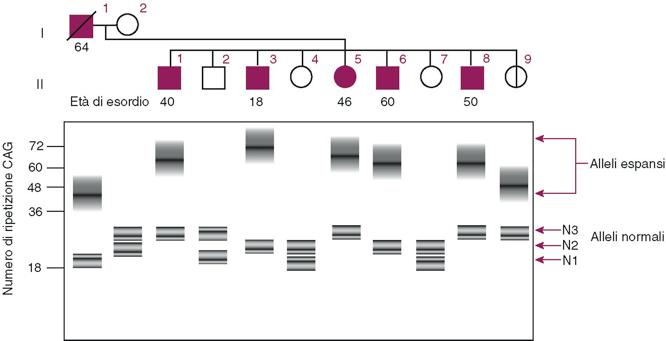 1 2
I
64
1 2 3 4 5 6 7 8 9
II
Età di esordio 40 18 46 60 50
Numero di ripetizione CAG
72
60
48
36
18
Alleli espansi
N3
N2
N1
Alleli normali